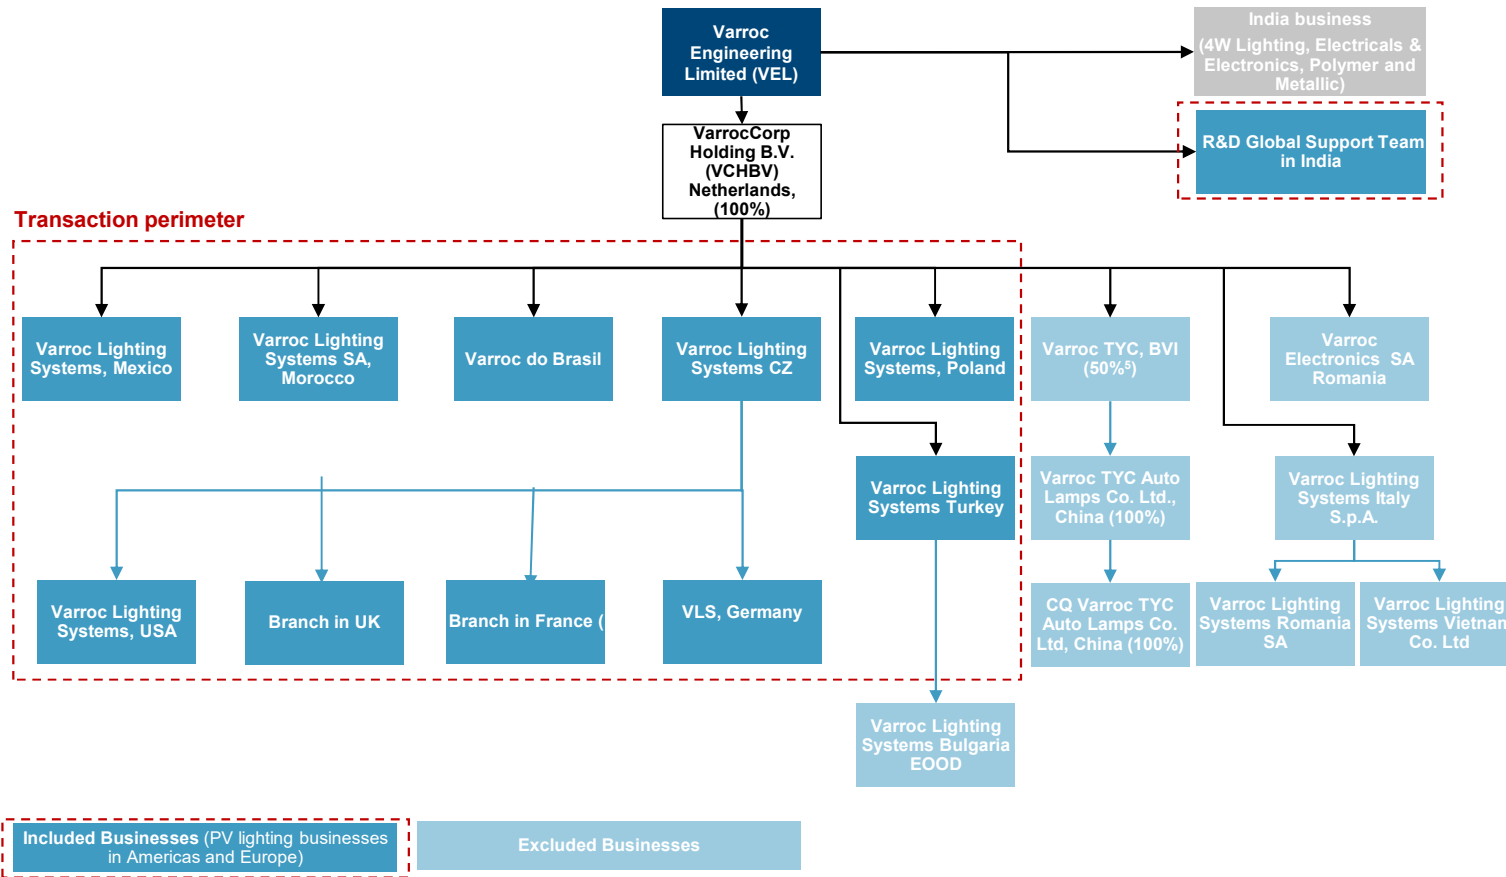 Varroc
Engineering
Limited (VEL)
India business
(4W Lighting, Electricals &
Electronics, Polymer and
Metallic)
VarrocCorp
Holding B.V.
(VCHBV)
Netherlands,
(100%)
R&D Global Support Team
in India
Transaction perimeter
Varroc Lighting
Systems, Mexico
Varroc Lighting
Systems SA,
Morocco
Varroc do Brasil
Varroc Lighting
Systems CZ
Varroc Lighting
Systems, Poland
Varroc TYC, BVI
(50%⁵)
Varroc
Electronics SA
Romania
Varroc Lighting
Systems Turkey
Varroc TYC Auto
Lamps Co. Ltd.,
China (100%)
Varroc Lighting
Systems Italy
S.p.A.
Varroc Lighting
Systems, USA
Branch in UK
Branch in France (
VLS, Germany
CQ Varroc TYC
Auto Lamps Co.
Ltd, China (100%)
Varroc Lighting
Systems Romania
SA
Varroc Lighting
Systems Vietnam
Co. Ltd
Varroc Lighting
Systems Bulgaria
EOOD
Included Businesses (PV lighting businesses
in Americas and Europe)
Excluded Businesses